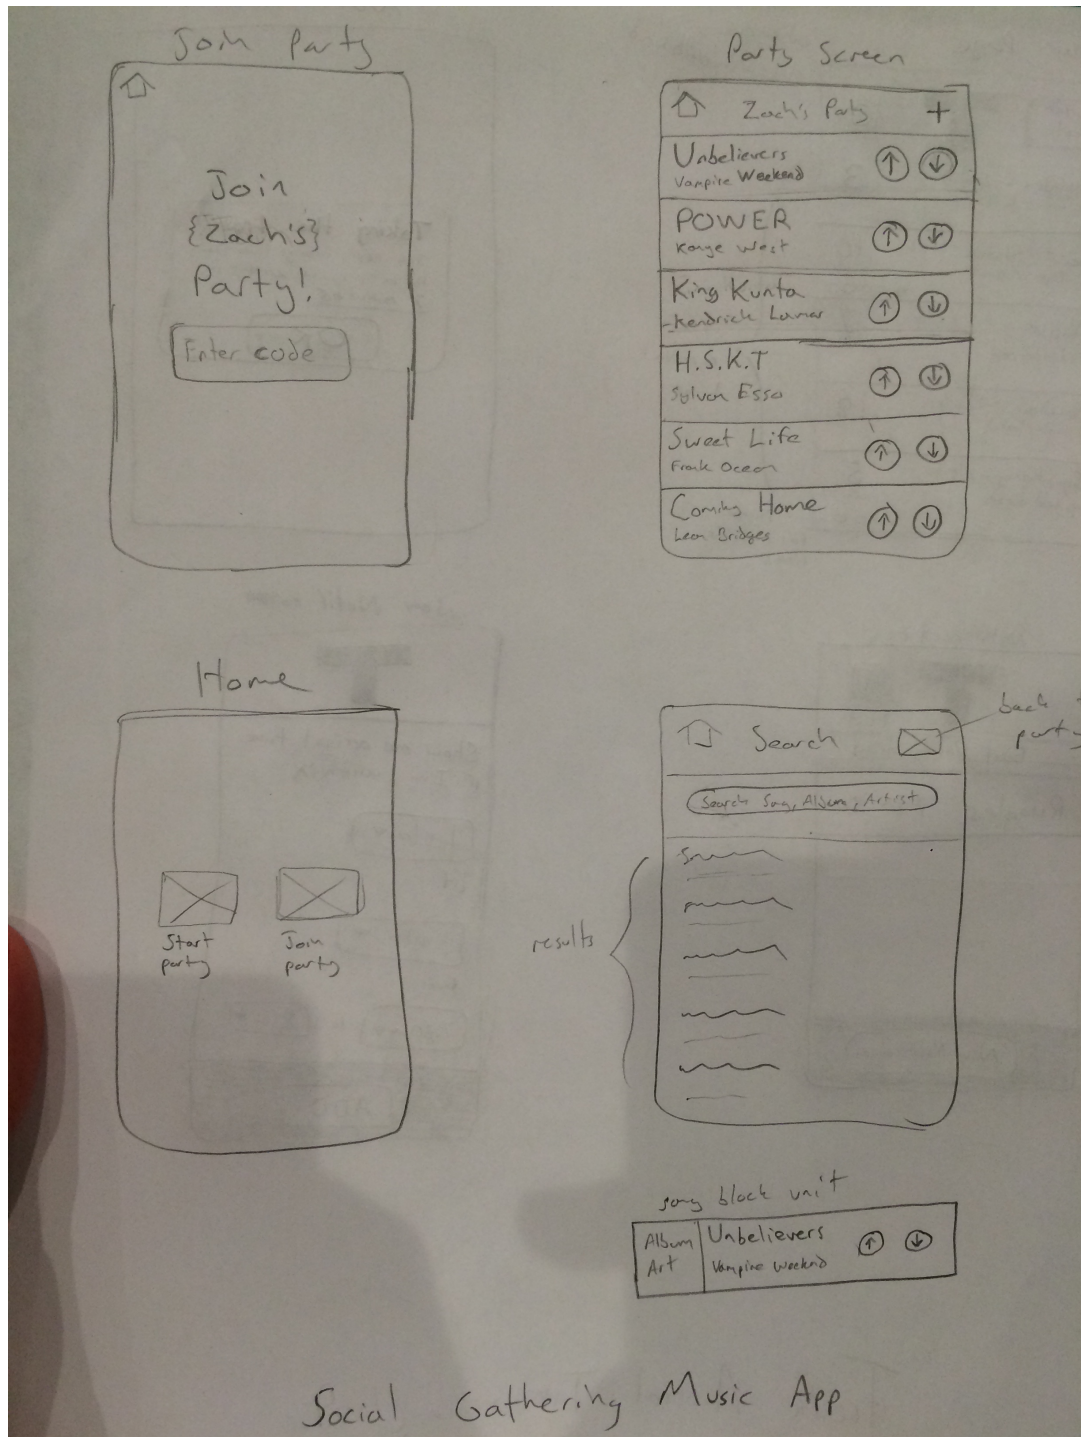 Join Party
Join
{Zach's}
Party!
Enter code
Party Screen
Zach's Party +
Unbelievers
Vampire Weekend
POWER
Kanye West
King Kunta
Kendrick Lamar
H.S.K.T
Sylvan Esso
Sweet Life
Frank Ocean
Coming Home
Leon Bridges
Home
Start
party
Join
party
Search
back
party
Search Song, Album, Artist
results
song block unit
Album
Art
Unbelievers
Vampire Weekend
Social Gathering Music App